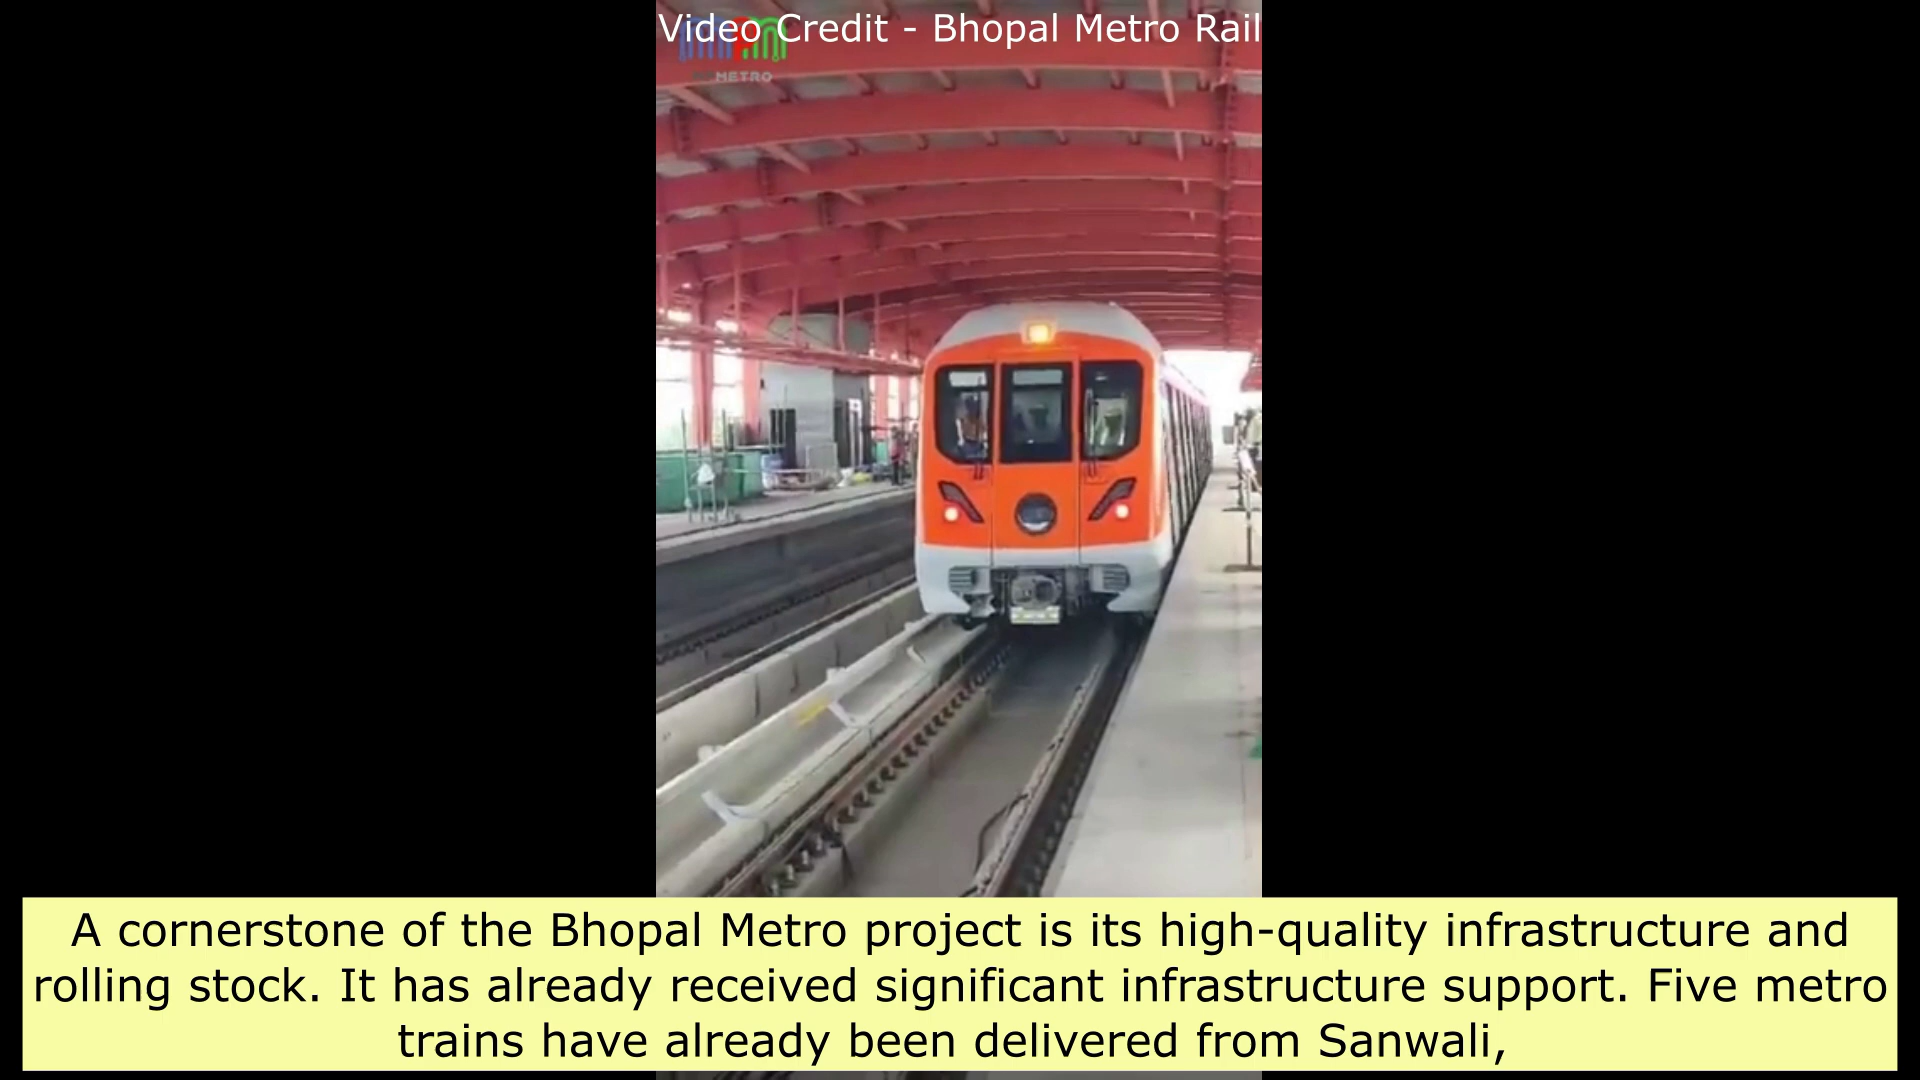 Video Credit - Bhopal Metro Rail
METRO
A cornerstone of the Bhopal Metro project is its high-quality infrastructure and
rolling stock. It has already received significant infrastructure support. Five metro
trains have already been delivered from Sanwali,